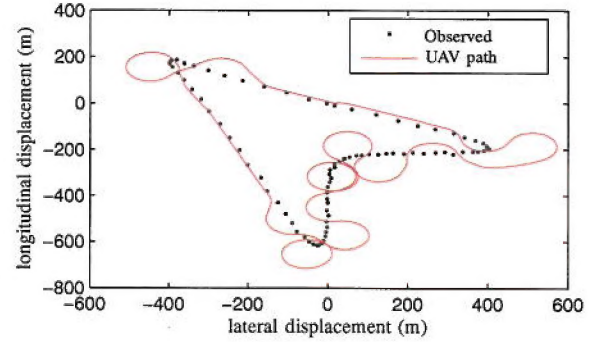 400
200
0
−200
−400
−600
−800
longitudinal displacement (m)
Observed
UAV path
−600 −400 −200 0 200 400 600
lateral displacement (m)